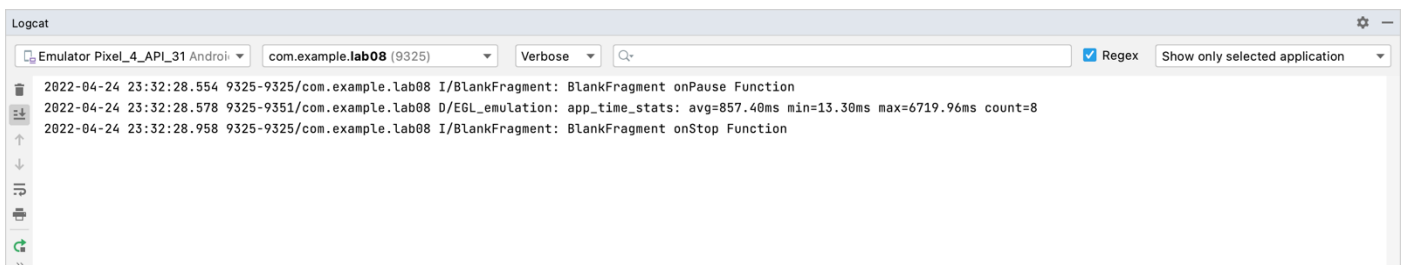 Logcat
Emulator Pixel_4_API_31 Androi com.example.lab08 (9325) Verbose Regex Show only selected application
2022-04-24 23:32:28.554 9325-9325/com.example.lab08 I/BlankFragment: BlankFragment onPause Function
2022-04-24 23:32:28.578 9325-9351/com.example.lab08 D/EGL_emulation: app_time_stats: avg=857.40ms min=13.30ms max=6719.96ms count=8
2022-04-24 23:32:28.958 9325-9325/com.example.lab08 I/BlankFragment: BlankFragment onStop Function